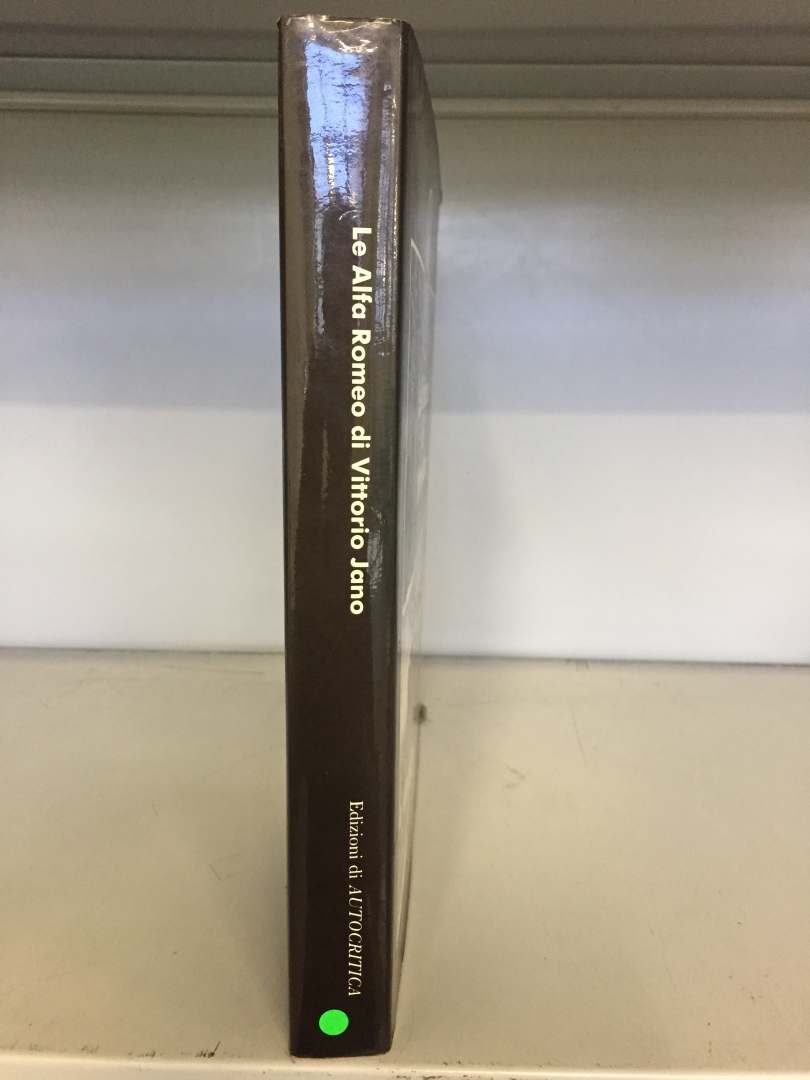 Le Alfa Romeo di Vittorio Jano
Edizioni di AUTOCRITICA